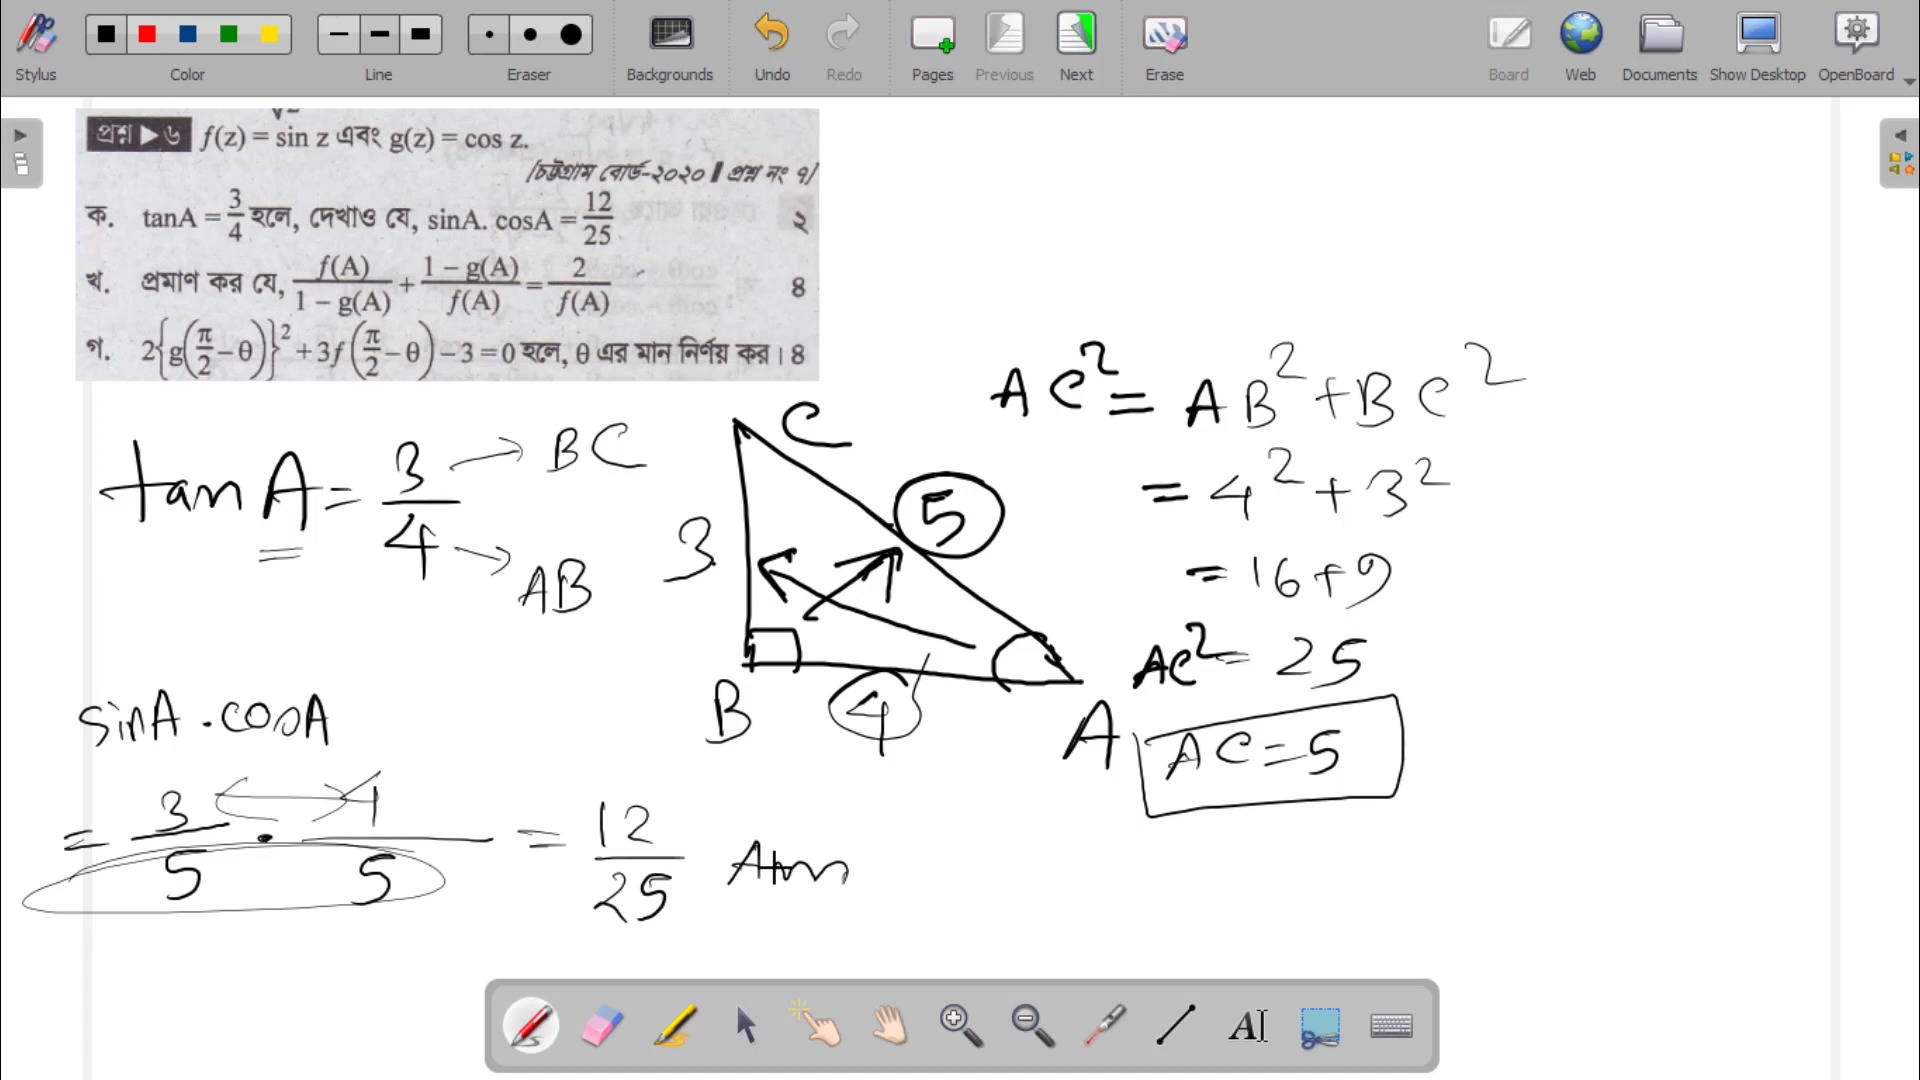 Stylus Color Line Eraser Backgrounds Undo Redo Pages Previous Next Erase Board Web Documents Show Desktop OpenBoard
প্রশ্ন ▶ ৬ f(z) = sin z এবং g(z) = cos z.
/চট্টগ্রাম বোর্ড-২০২০ ‖ প্রশ্ন নং ৭/
ক. tanA = 3/4 হলে, দেখাও যে, sinA. cosA = 12/25 ২
খ. প্রমাণ কর যে, f(A)/(1 – g(A)) + (1 – g(A))/f(A) = 2/f(A) ৪
গ. 2{g(π/2 – θ)}² + 3f(π/2 – θ) – 3 = 0 হলে, θ এর মান নির্ণয় কর। ৪
tan A = 3/4
BC
AB
C
3
5
B
4
A
AC² = AB² + BC²
= 4² + 3²
= 16 + 9
AC² = 25
AC = 5
sinA . cosA
= 3/5 . 4/5 = 12/25
A